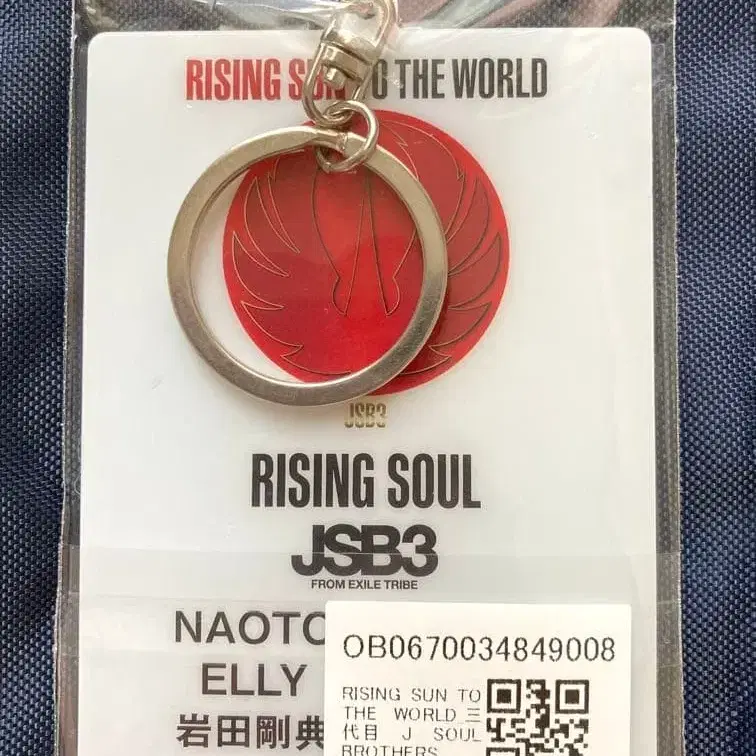 RISING SUN TO THE WORLD
JSB3
RISING SOUL
JSB3
FROM EXILE TRIBE
NAOTO
ELLY
岩田剛典
OB0670034849008
RISING SUN TO
THE WORLD 三
代目 J SOUL
BROTHERS